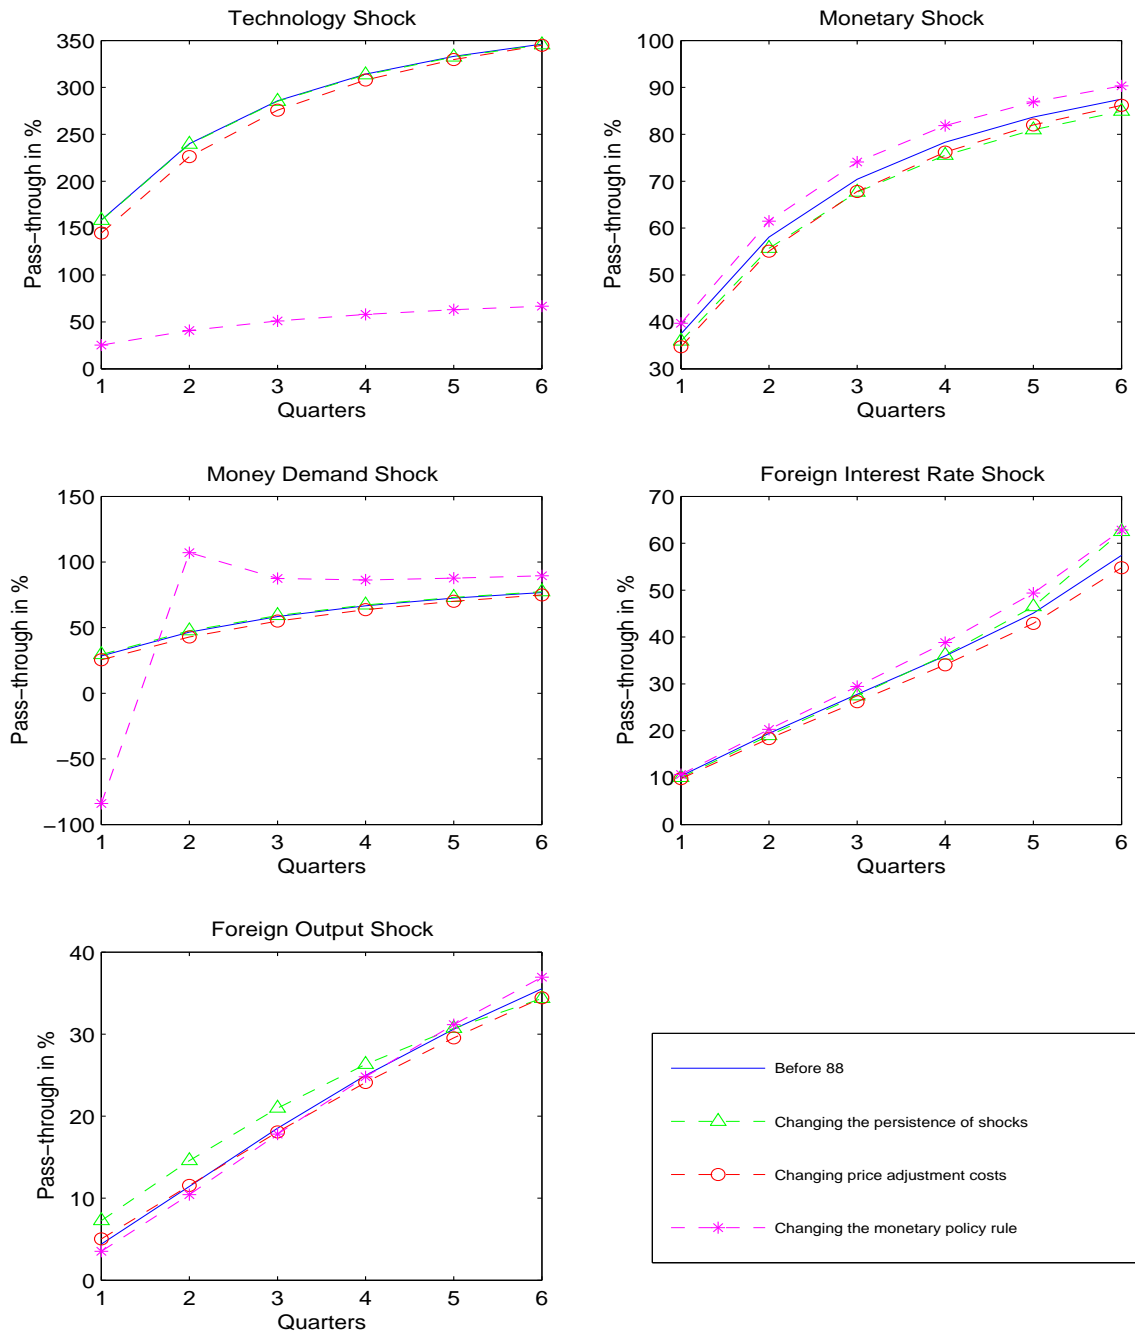 Technology Shock
350
300
250
200
150
100
50
0
Pass-through in %
1 2 3 4 5 6
Quarters
Monetary Shock
100
90
80
70
60
50
40
30
Pass-through in %
1 2 3 4 5 6
Quarters
Money Demand Shock
150
100
50
0
-50
-100
Pass-through in %
1 2 3 4 5 6
Quarters
Foreign Interest Rate Shock
70
60
50
40
30
20
10
0
Pass-through in %
1 2 3 4 5 6
Quarters
Foreign Output Shock
40
30
20
10
0
Pass-through in %
1 2 3 4 5 6
Quarters
Before 88
Changing the persistence of shocks
Changing price adjustment costs
Changing the monetary policy rule